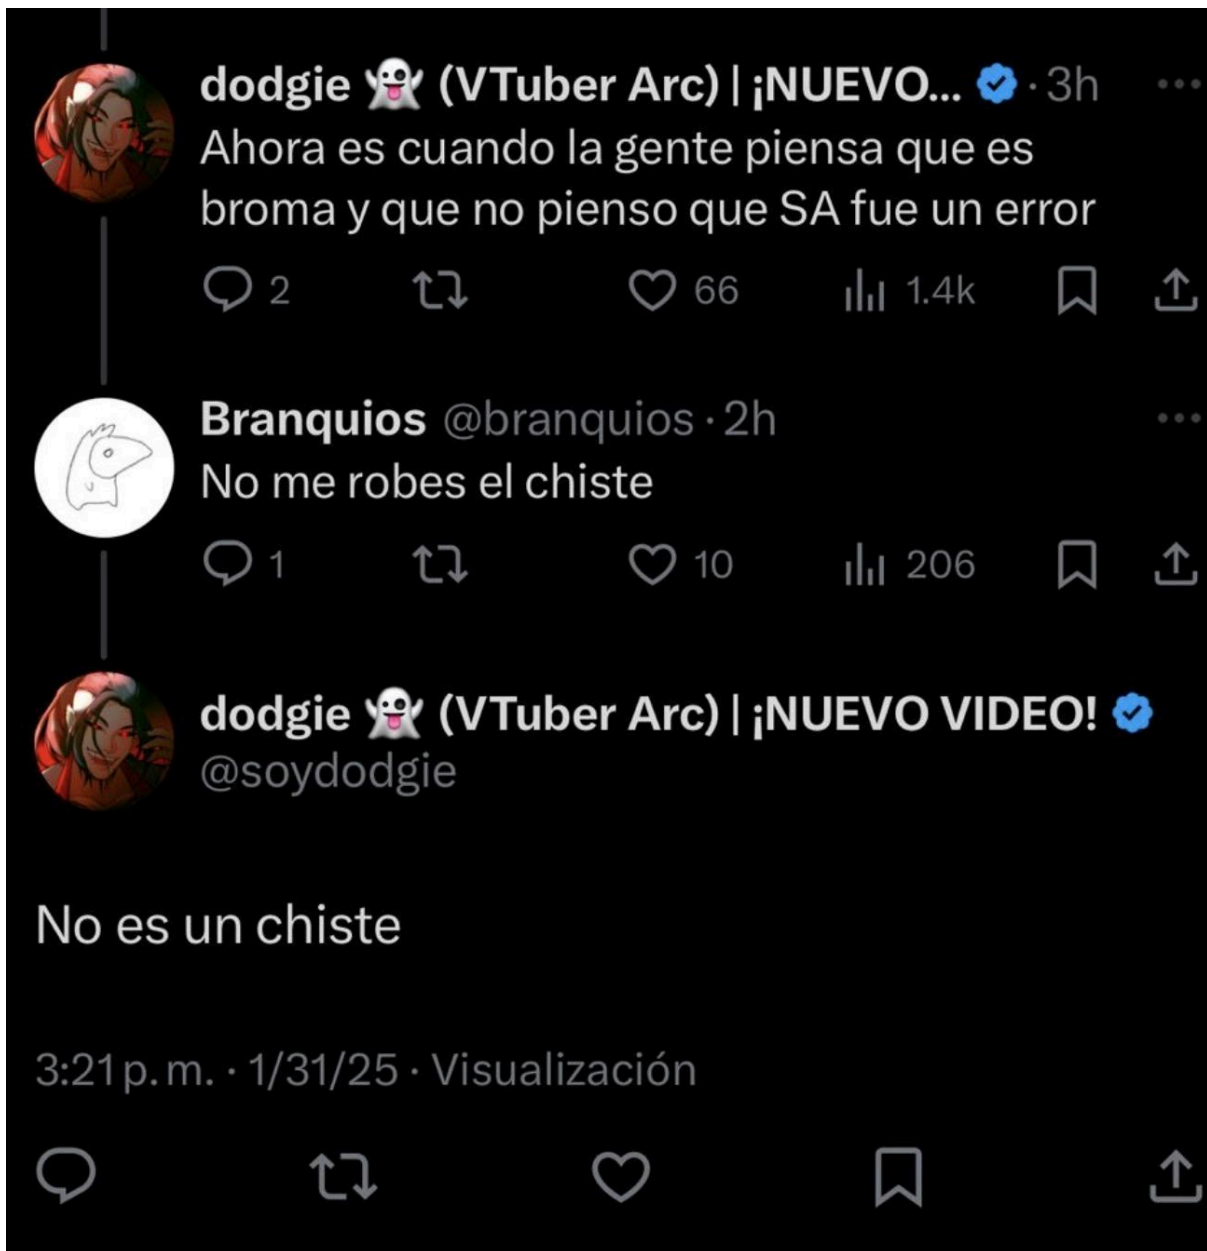 dodgie 👻 (VTuber Arc) | ¡NUEVO... · 3h
Ahora es cuando la gente piensa que es
broma y que no pienso que SA fue un error
2 66 1.4k
Branquios @branquios · 2h
No me robes el chiste
1 10 206
dodgie 👻 (VTuber Arc) | ¡NUEVO VIDEO!
@soydodgie
No es un chiste
3:21 p. m. · 1/31/25 · Visualización